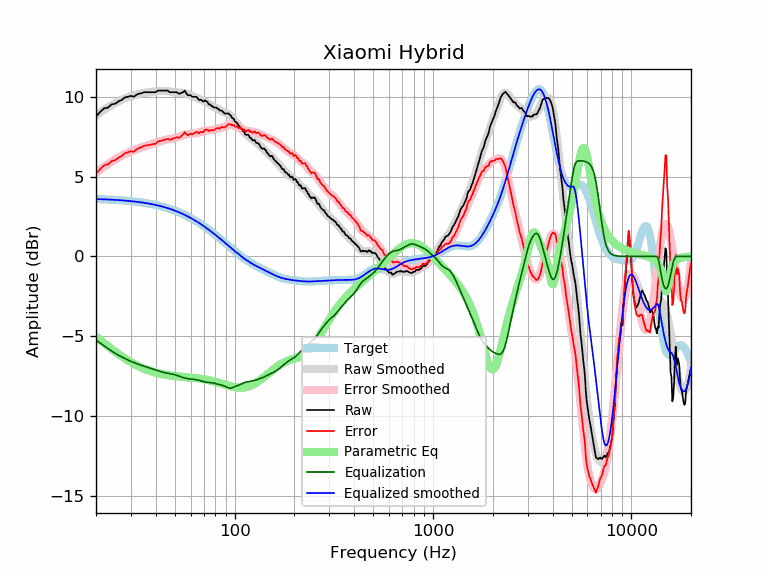 Xiaomi Hybrid
Amplitude (dBr)
10
5
0
−5
−10
−15
Target
Raw Smoothed
Error Smoothed
Raw
Error
Parametric Eq
Equalization
Equalized smoothed
100
1000
10000
Frequency (Hz)